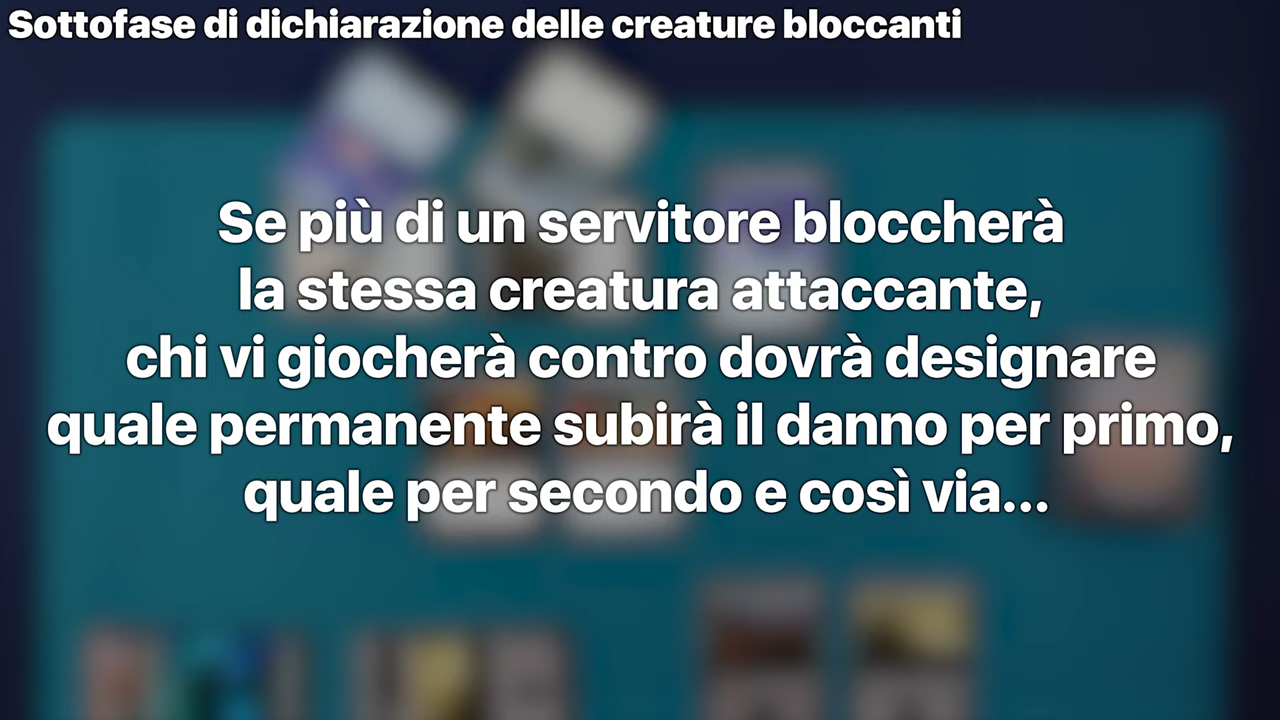 Sottofase di dichiarazione delle creature bloccanti
Se più di un servitore bloccherà
la stessa creatura attaccante,
chi vi giocherà contro dovrà designare
quale permanente subirà il danno per primo,
quale per secondo e così via...